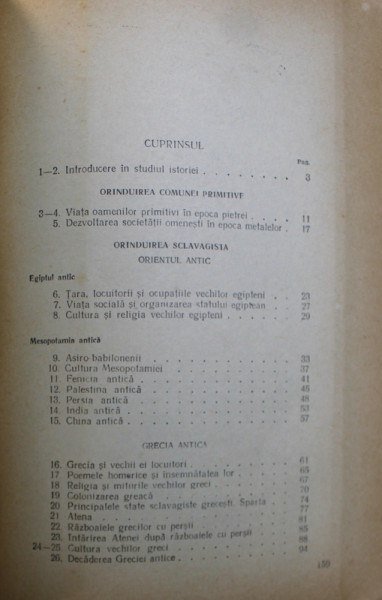 CUPRINSUL
Pag.
1—2. Introducere în studiul istoriei . . . . . . . . 3
ORINDUIREA COMUNEI PRIMITIVE
3—4. Viața oamenilor primitivi în epoca pietrei . . . . 11
5. Dezvoltarea societății omenești în epoca metalelor . 17
ORINDUIREA SCLAVAGISTA
ORIENTUL ANTIC
Egiptul antic
6. Țara, locuitorii și ocupațiile vechilor egipteni . . 23
7. Viața socială și organizarea statului egiptean . . 27
8. Cultura și religia vechilor egipteni . . . . . 29
Mesopotamia antică
9. Asiro-babilonenii . . . . . . . . . . 33
10. Cultura Mesopotamiei . . . . . . . . . 37
11. Fenicia antică . . . . . . . . . . . 41
12. Palestina antică . . . . . . . . . . 45
13. Persia antică . . . . . . . . . . . 48
14. India antică . . . . . . . . . . . 53
15. China antică . . . . . . . . . . . 57
GRECIA ANTICA
16. Grecia și vechii ei locuitori . . . . . . . 61
17. Poemele homerice și însemnătatea lor . . . . . 65
18. Religia și miturile vechilor greci . . . . . . 67
19. Colonizarea greacă . . . . . . . . . 70
20. Principalele state sclavagiste grecești. Sparta . . 74
21. Atena . . . . . . . . . . . . 77
22. Războaiele grecilor cu perșii . . . . . . . 81
23. Intărirea Atenei după războaiele cu perșii . . . 85
24—25. Cultura vechilor greci . . . . . . . . 88
26. Decăderea Greciei antice . . . . . . . . 94